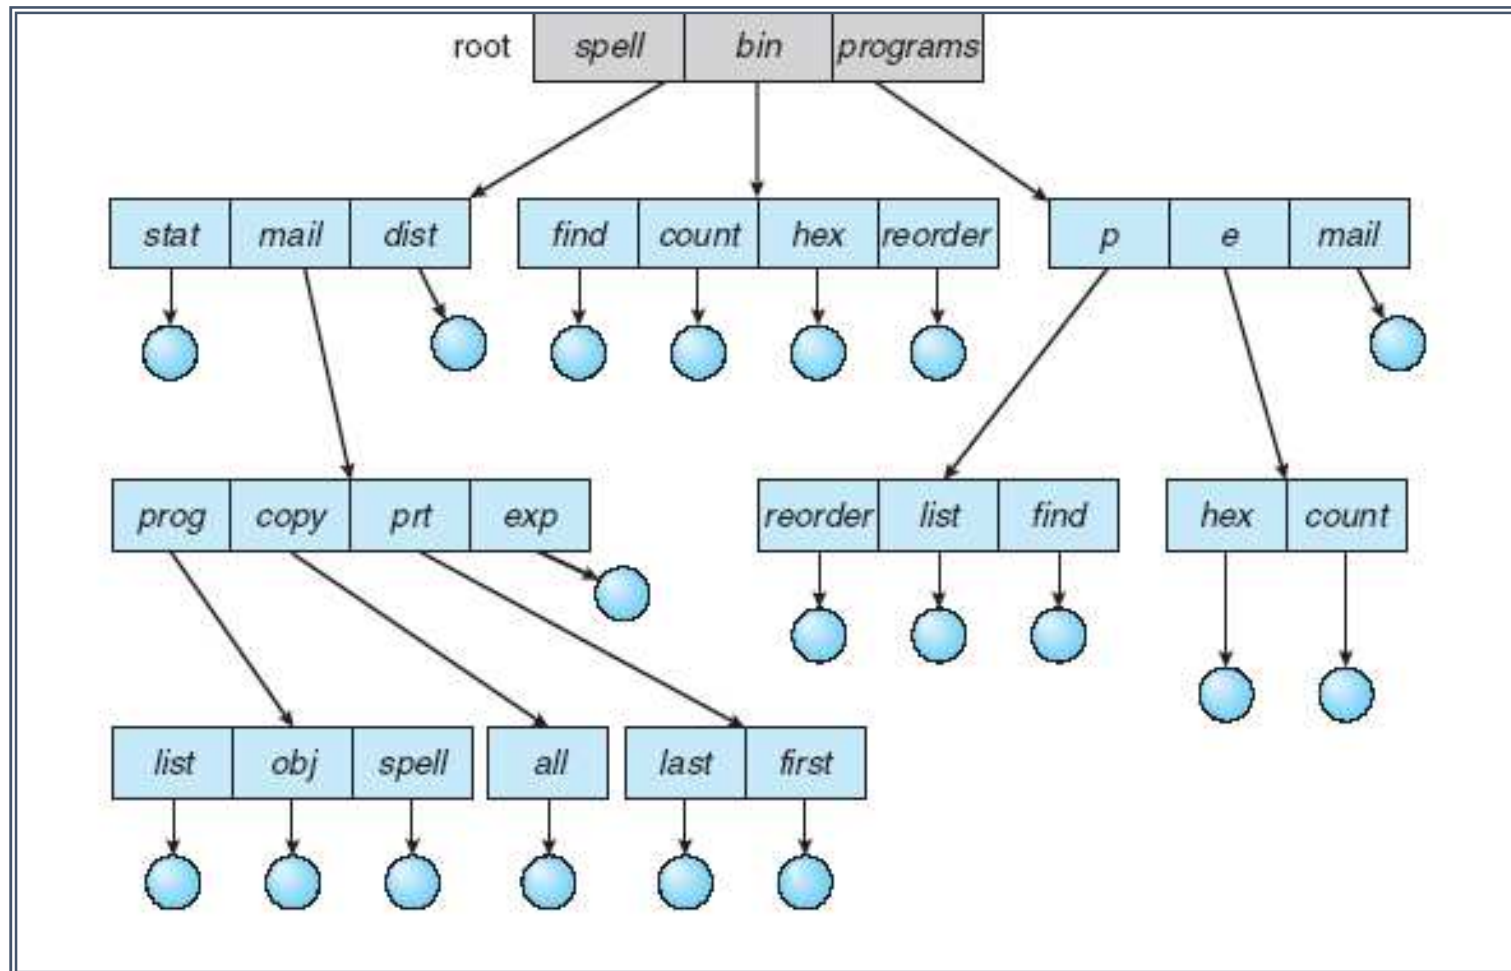 root spell bin programs
stat mail dist find count hex reorder p e mail
prog copy prt exp reorder list find hex count
list obj spell all last first